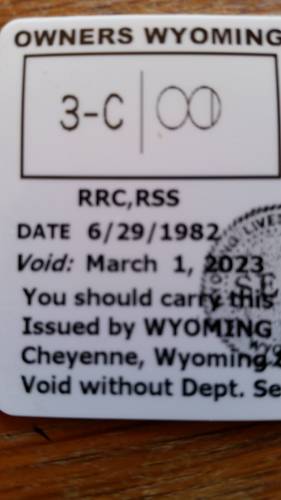 OWNERS WYOMING
3-C
RRC,RSS
DATE 6/29/1982
Void: March 1, 2023
You should carry this
Issued by WYOMING
Cheyenne, Wyoming
Void without Dept. Se